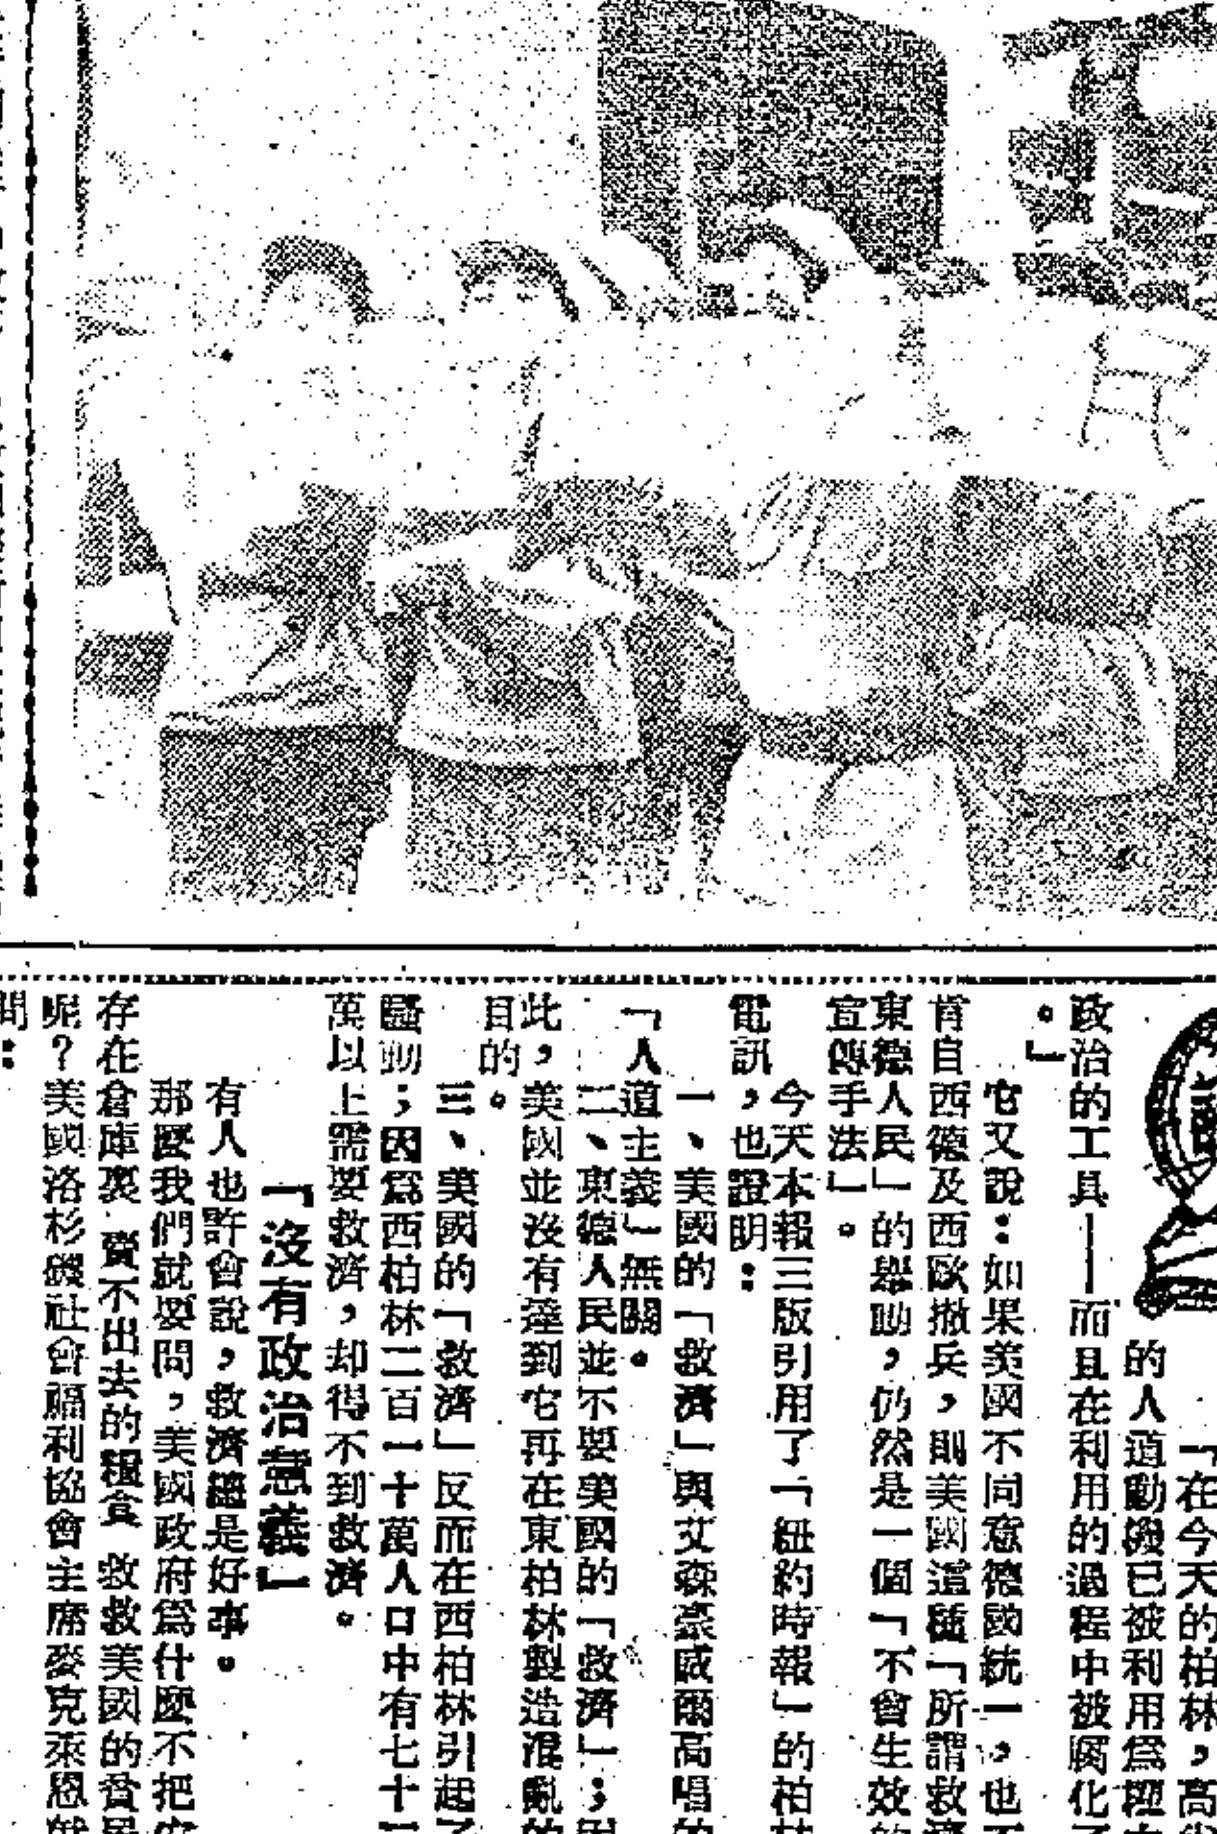 「在今天的柏林，高尚
的人道動機已被利用爲
政治的工具——而且在利用的過程中被腐化了
。」
它又說：如果美國不同意德國統一，也不
肯自西德及西歐撤兵，則美國這種「所謂救濟
東德人民」的舉動，仍然是一個「不會生效的
宣傳手法」。
今天本報三版引用了「紐約時報」的柏林
電訊，也證明：
一、美國的「救濟」與艾森豪威爾高唱的
「人道主義」無關。
二、東德人民並不要美國的「救濟」；因
此，美國並沒有達到它再在東柏林製造混亂的
目的。
三、美國的「救濟」反而在西柏林引起了
騷動；因爲西柏林二百一十萬人口中有七十
萬以上需要救濟，却得不到救濟。
「沒有政治意義」
有人也許會說，救濟總是好事。
那麼我們就要問，美國政府爲什麼不把
存在倉庫裏 賣不出去的糧食 救救美國的貧民
呢？美國洛杉磯社會福利協會主席麥克萊恩就
問：